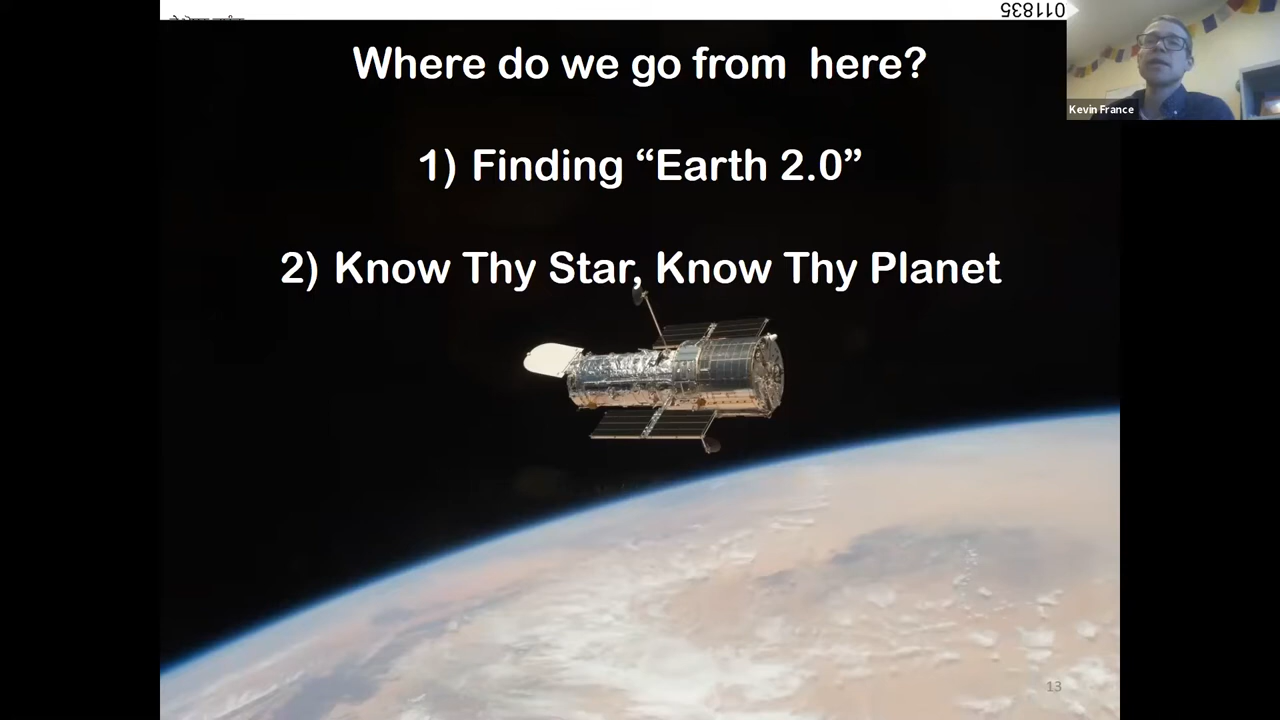 011835
Where do we go from here?
1) Finding “Earth 2.0”
2) Know Thy Star, Know Thy Planet
Kevin France
13